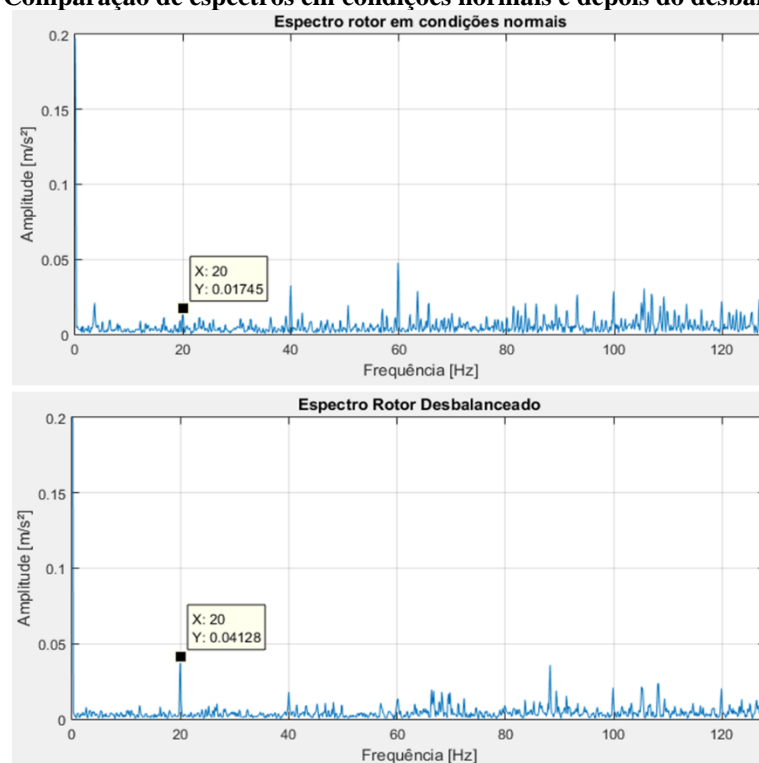 Comparação de espectros em condições normais e depois do
Espectro rotor em condições normais
0.2
0.15
0.1
0.05
0
Amplitude [m/s²]
X: 20
Y: 0.01745
0 20 40 60 80 100 120
Frequência [Hz]
Espectro Rotor Desbalanceado
0.2
0.15
0.1
0.05
0
Amplitude [m/s²]
X: 20
Y: 0.04128
0 20 40 60 80 100 120
Frequência [Hz]